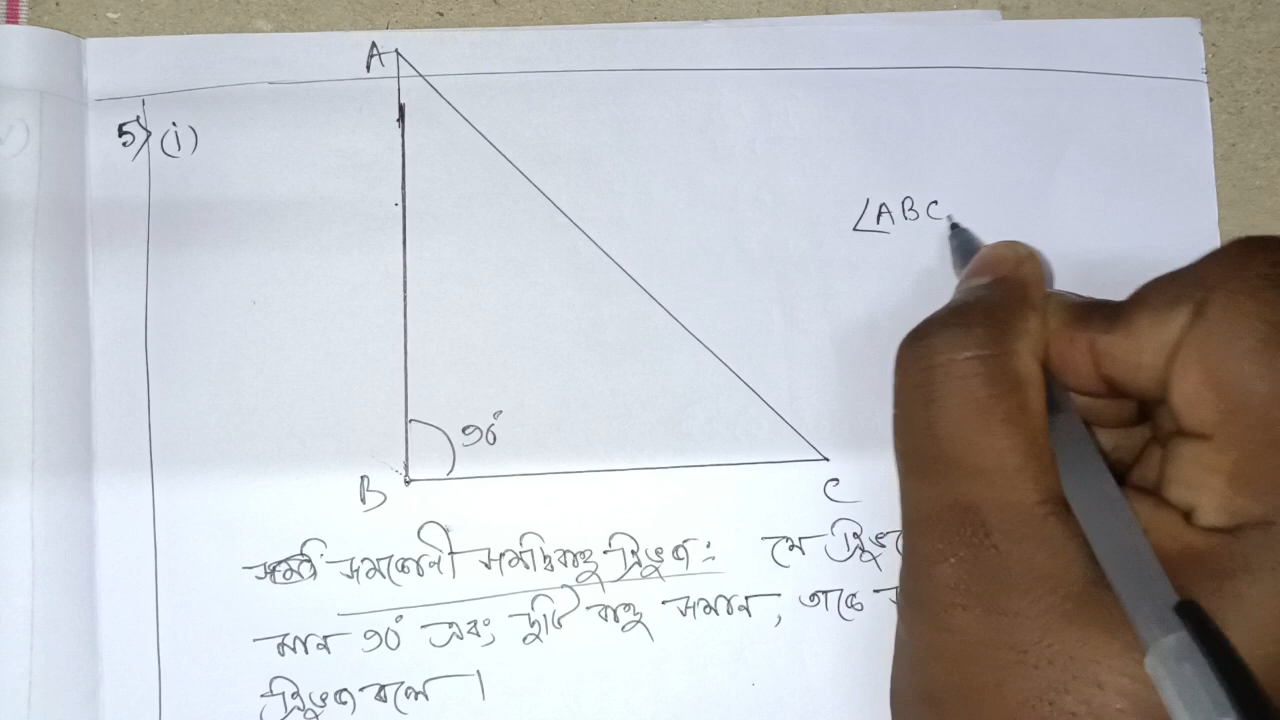 A
5) (i)
∠ABC
90°
B
C
সমকোণী সমদ্বিবাহু ত্রিভুজ : যে
মান 90° এবং দুটি বাহু সমান, তাকে
ত্রিভুজ বলে।